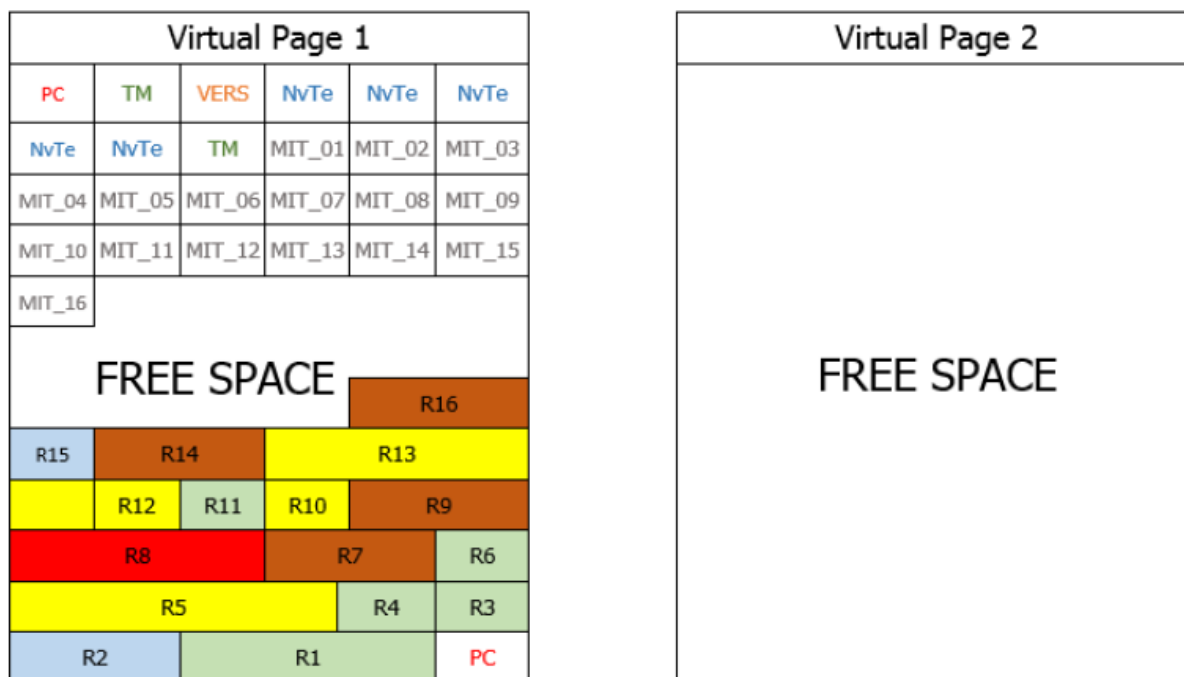 Virtual Page 1
PC TM VERS NvTe NvTe NvTe
NvTe NvTe TM MIT_01 MIT_02 MIT_03
MIT_04 MIT_05 MIT_06 MIT_07 MIT_08 MIT_09
MIT_10 MIT_11 MIT_12 MIT_13 MIT_14 MIT_15
MIT_16
FREE SPACE
R16
R15 R14 R13
R12 R11 R10 R9
R8 R7 R6
R5 R4 R3
R2 R1 PC
Virtual Page 2
FREE SPACE